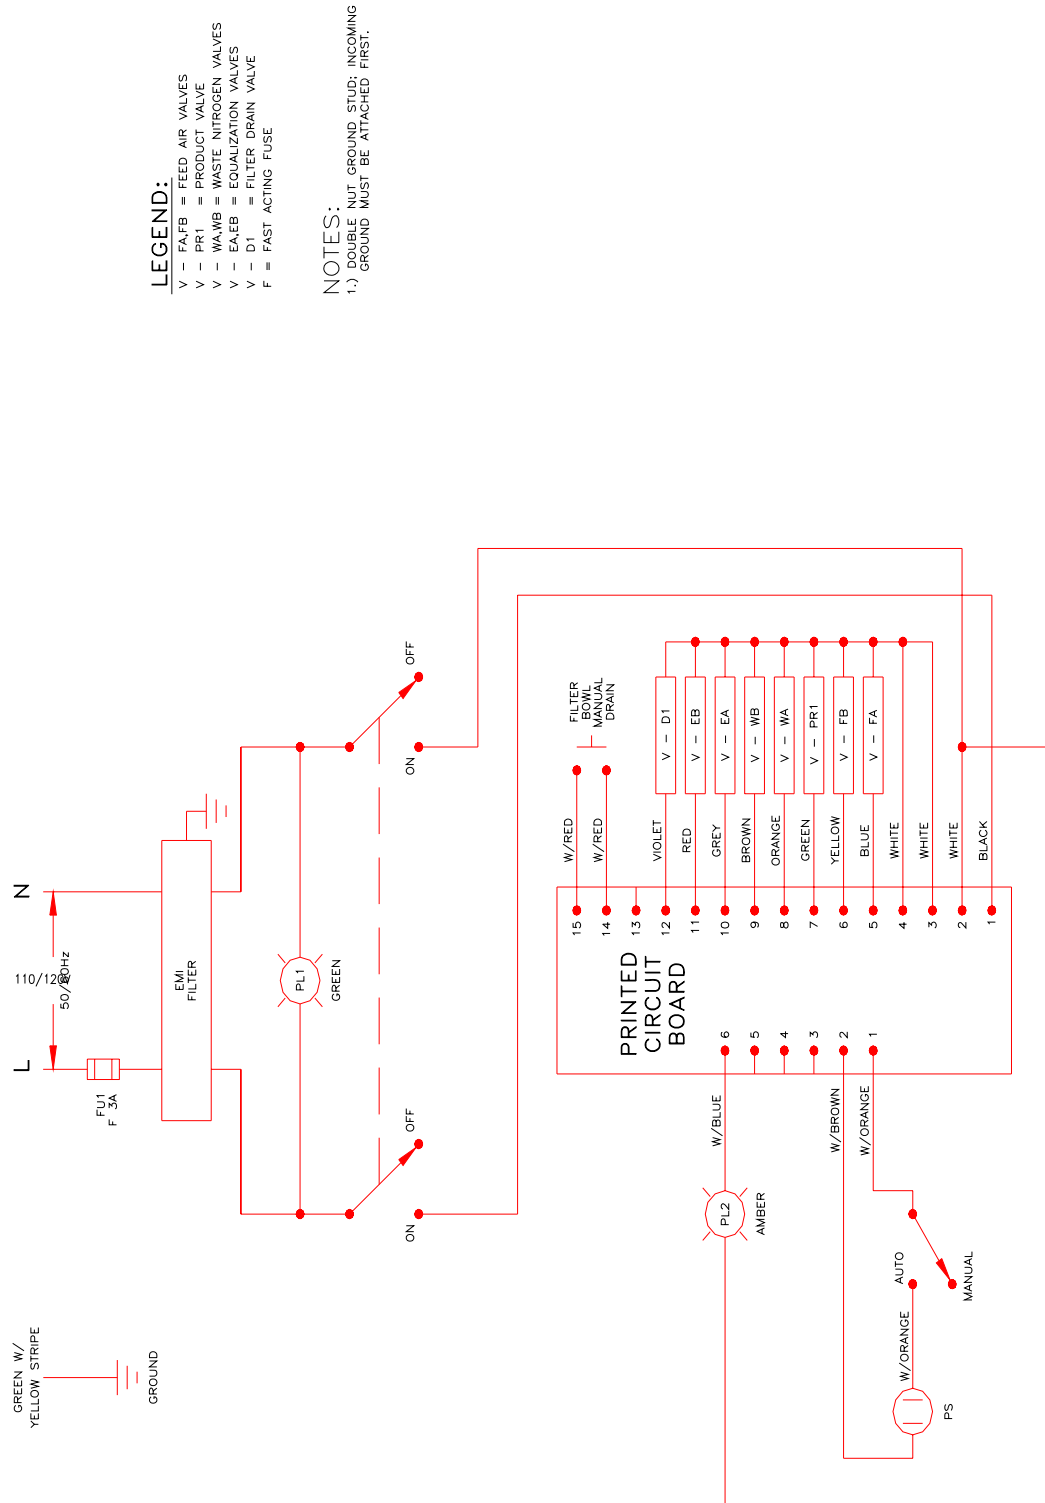 GREEN W/
YELLOW STRIPE
GROUND
L
N
110/120V
50/60Hz
FU1
F 3A
EMI
FILTER
PL1
GREEN
ON
OFF
ON
OFF
LEGEND:
V - FA,FB = FEED AIR VALVES
V - PR1 = PRODUCT VALVE
V - WA,WB = WASTE NITROGEN VALVES
V - EA,EB = EQUALIZATION VALVES
V - D1 = FILTER DRAIN VALVE
F = FAST ACTING FUSE
NOTES:
1.) DOUBLE NUT GROUND STUD; INCOMING
GROUND MUST BE ATTACHED FIRST.
FILTER
BOWL
MANUAL
DRAIN
PRINTED
CIRCUIT
BOARD
15 W/RED
14 W/RED
13
12 VIOLET V - D1
11 RED V - EB
10 GREY V - EA
9 BROWN V - WB
8 ORANGE V - WA
7 GREEN V - PR1
6 YELLOW V - FB
5 BLUE V - FA
4 WHITE
3 WHITE
2 WHITE
1 BLACK
PL2 W/BLUE 6
AMBER
5
4
3
W/BROWN 2
W/ORANGE 1
AUTO
MANUAL
W/ORANGE
PS